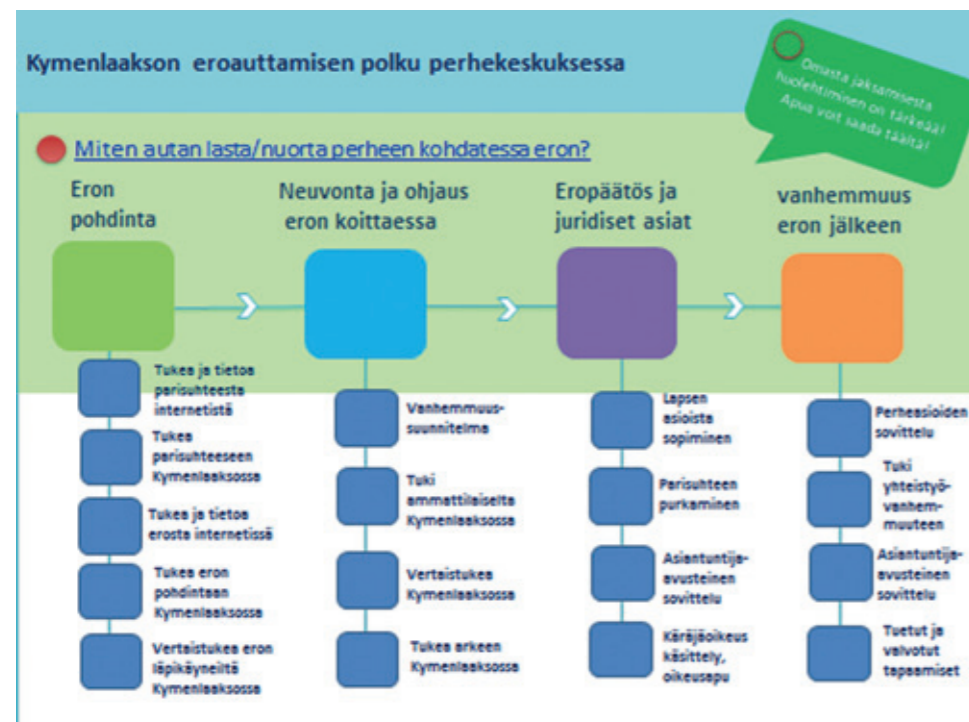 Kymenlaakson eroauttamisen polku perhekeskuksessa
Omasta jaksamisesta
huolehtiminen on tärkeää!
Apua voit saada täältä!
Miten autan lasta/nuorta perheen kohdatessa eron?
Eron
pohdinta
Neuvonta ja ohjaus
eron koittaessa
Eropäätös ja
juridiset asiat
vanhemmuus
eron jälkeen
Tukea ja tietoa
parisuhteesta
internetistä
Tukea
parisuhteeseen
Kymenlaaksossa
Tukea ja tietoa
erosta internetissä
Tukea eron
pohdintaan
Kymenlaaksossa
Vertaistukea eron
läpikäyneiltä
Kymenlaaksossa
Vanhemmuus-
suunnitelma
Tuki
ammattilaiselta
Kymenlaaksossa
Vertaistukea
Kymenlaaksossa
Tukea arkeen
Kymenlaaksossa
Lapsen
asioista
sopiminen
Parisuhteen
purkaminen
Asiantuntija-
avusteinen
sovittelu
Käräjäoikeus
käsittely,
oikeusapu
Perheasioiden
sovittelu
Tuki
yhteistyö-
vanhem-
muuteen
Asiantuntija-
avusteinen
sovittelu
Tuetut ja
valvotut
tapaamiset